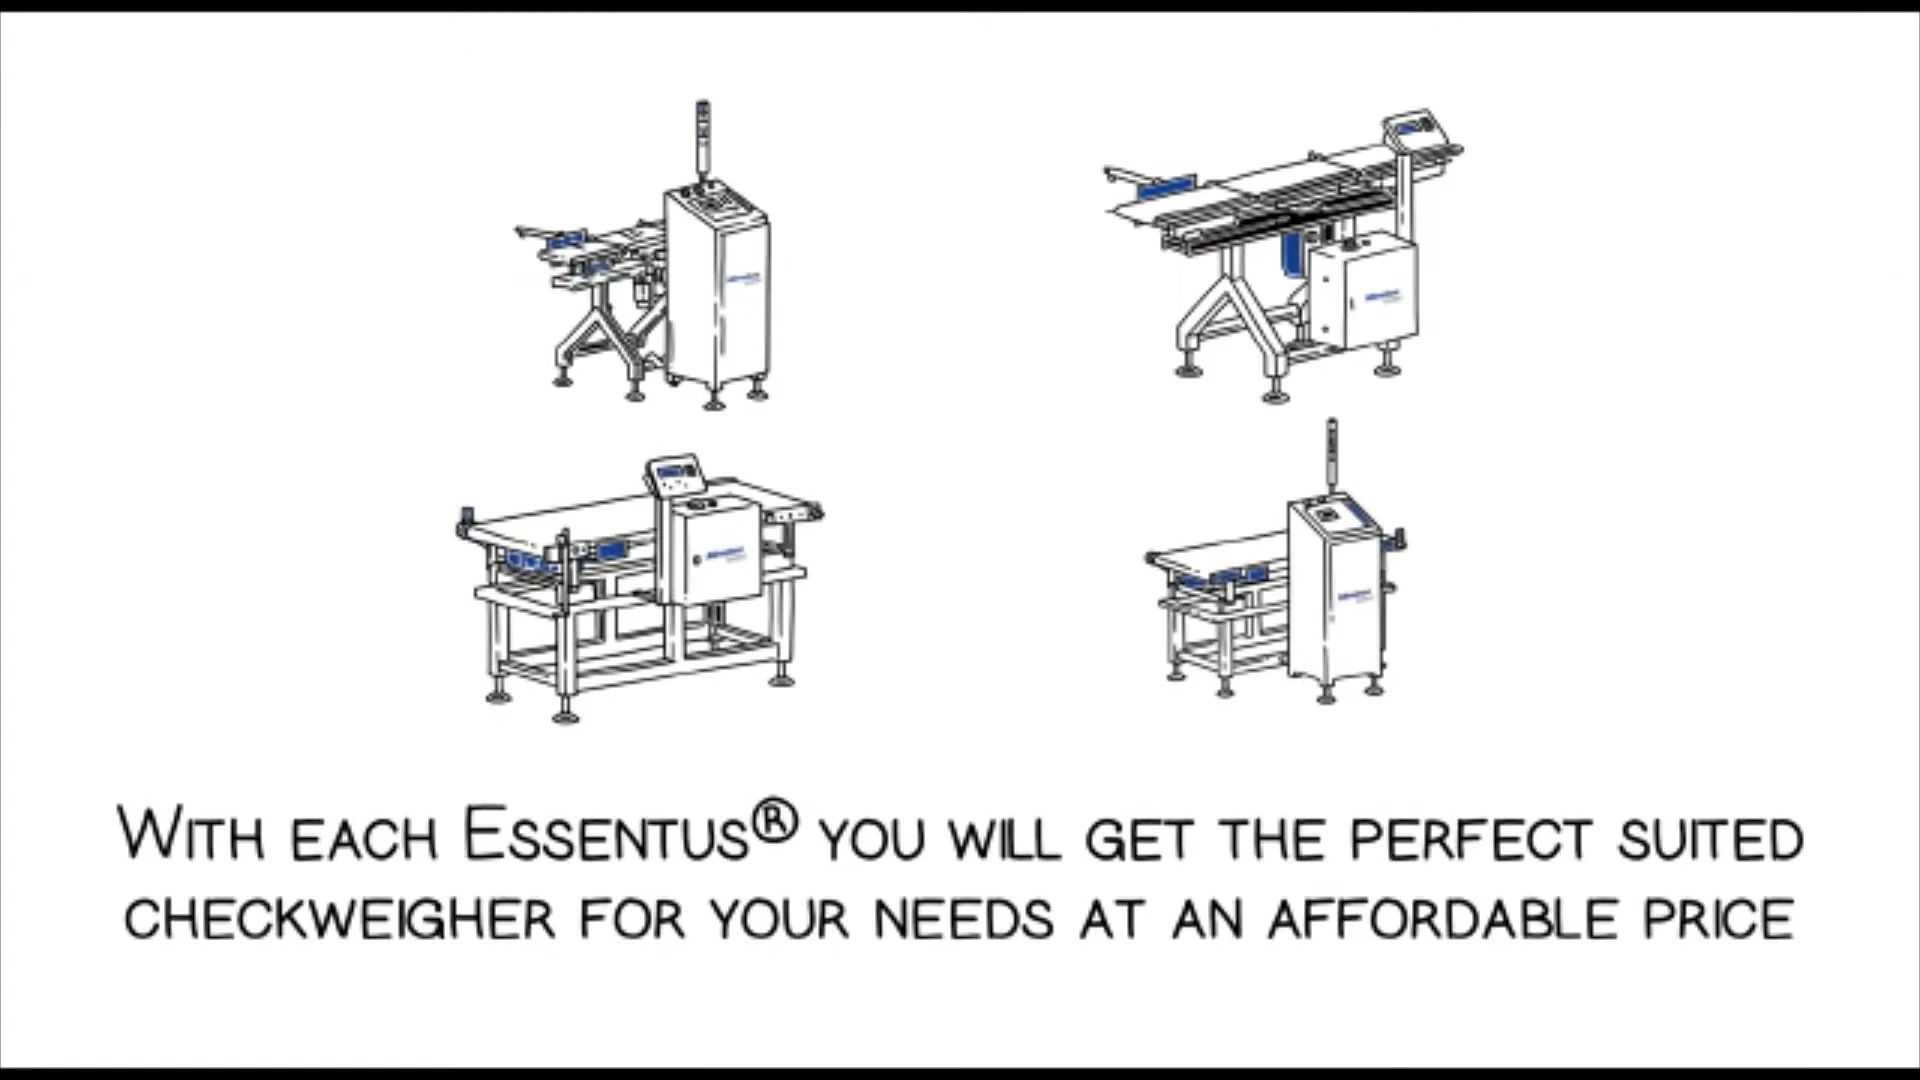 With each Essentus® you will get the perfect suited
checkweigher for your needs at an affordable price